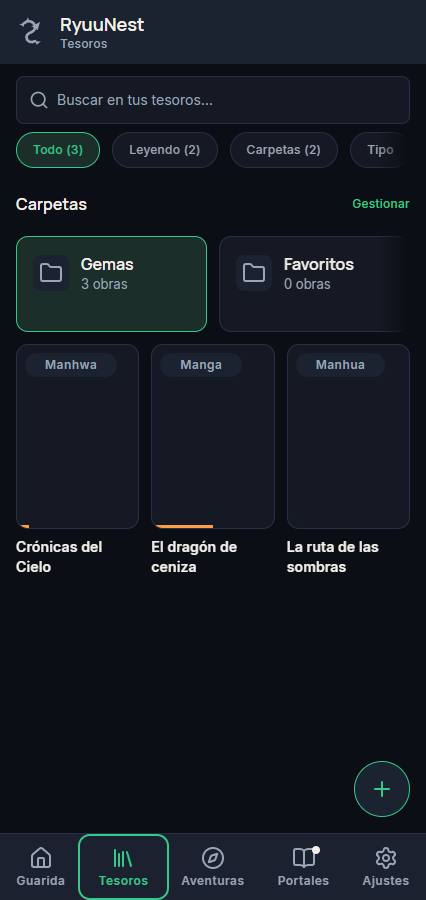 RyuuNest
Tesoros
Buscar en tus tesoros...
Todo (3)
Leyendo (2)
Carpetas (2)
Tipo
Carpetas
Gestionar
Gemas
3 obras
Favoritos
0 obras
Manhwa
Manga
Manhua
Crónicas del
Cielo
El dragón de
ceniza
La ruta de las
sombras
Guarida
Tesoros
Aventuras
Portales
Ajustes